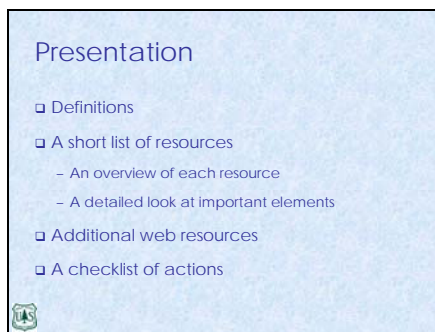 Presentation
❑ Definitions
❑ A short list of resources
– An overview of each resource
– A detailed look at important elements
❑ Additional web resources
❑ A checklist of actions
U S